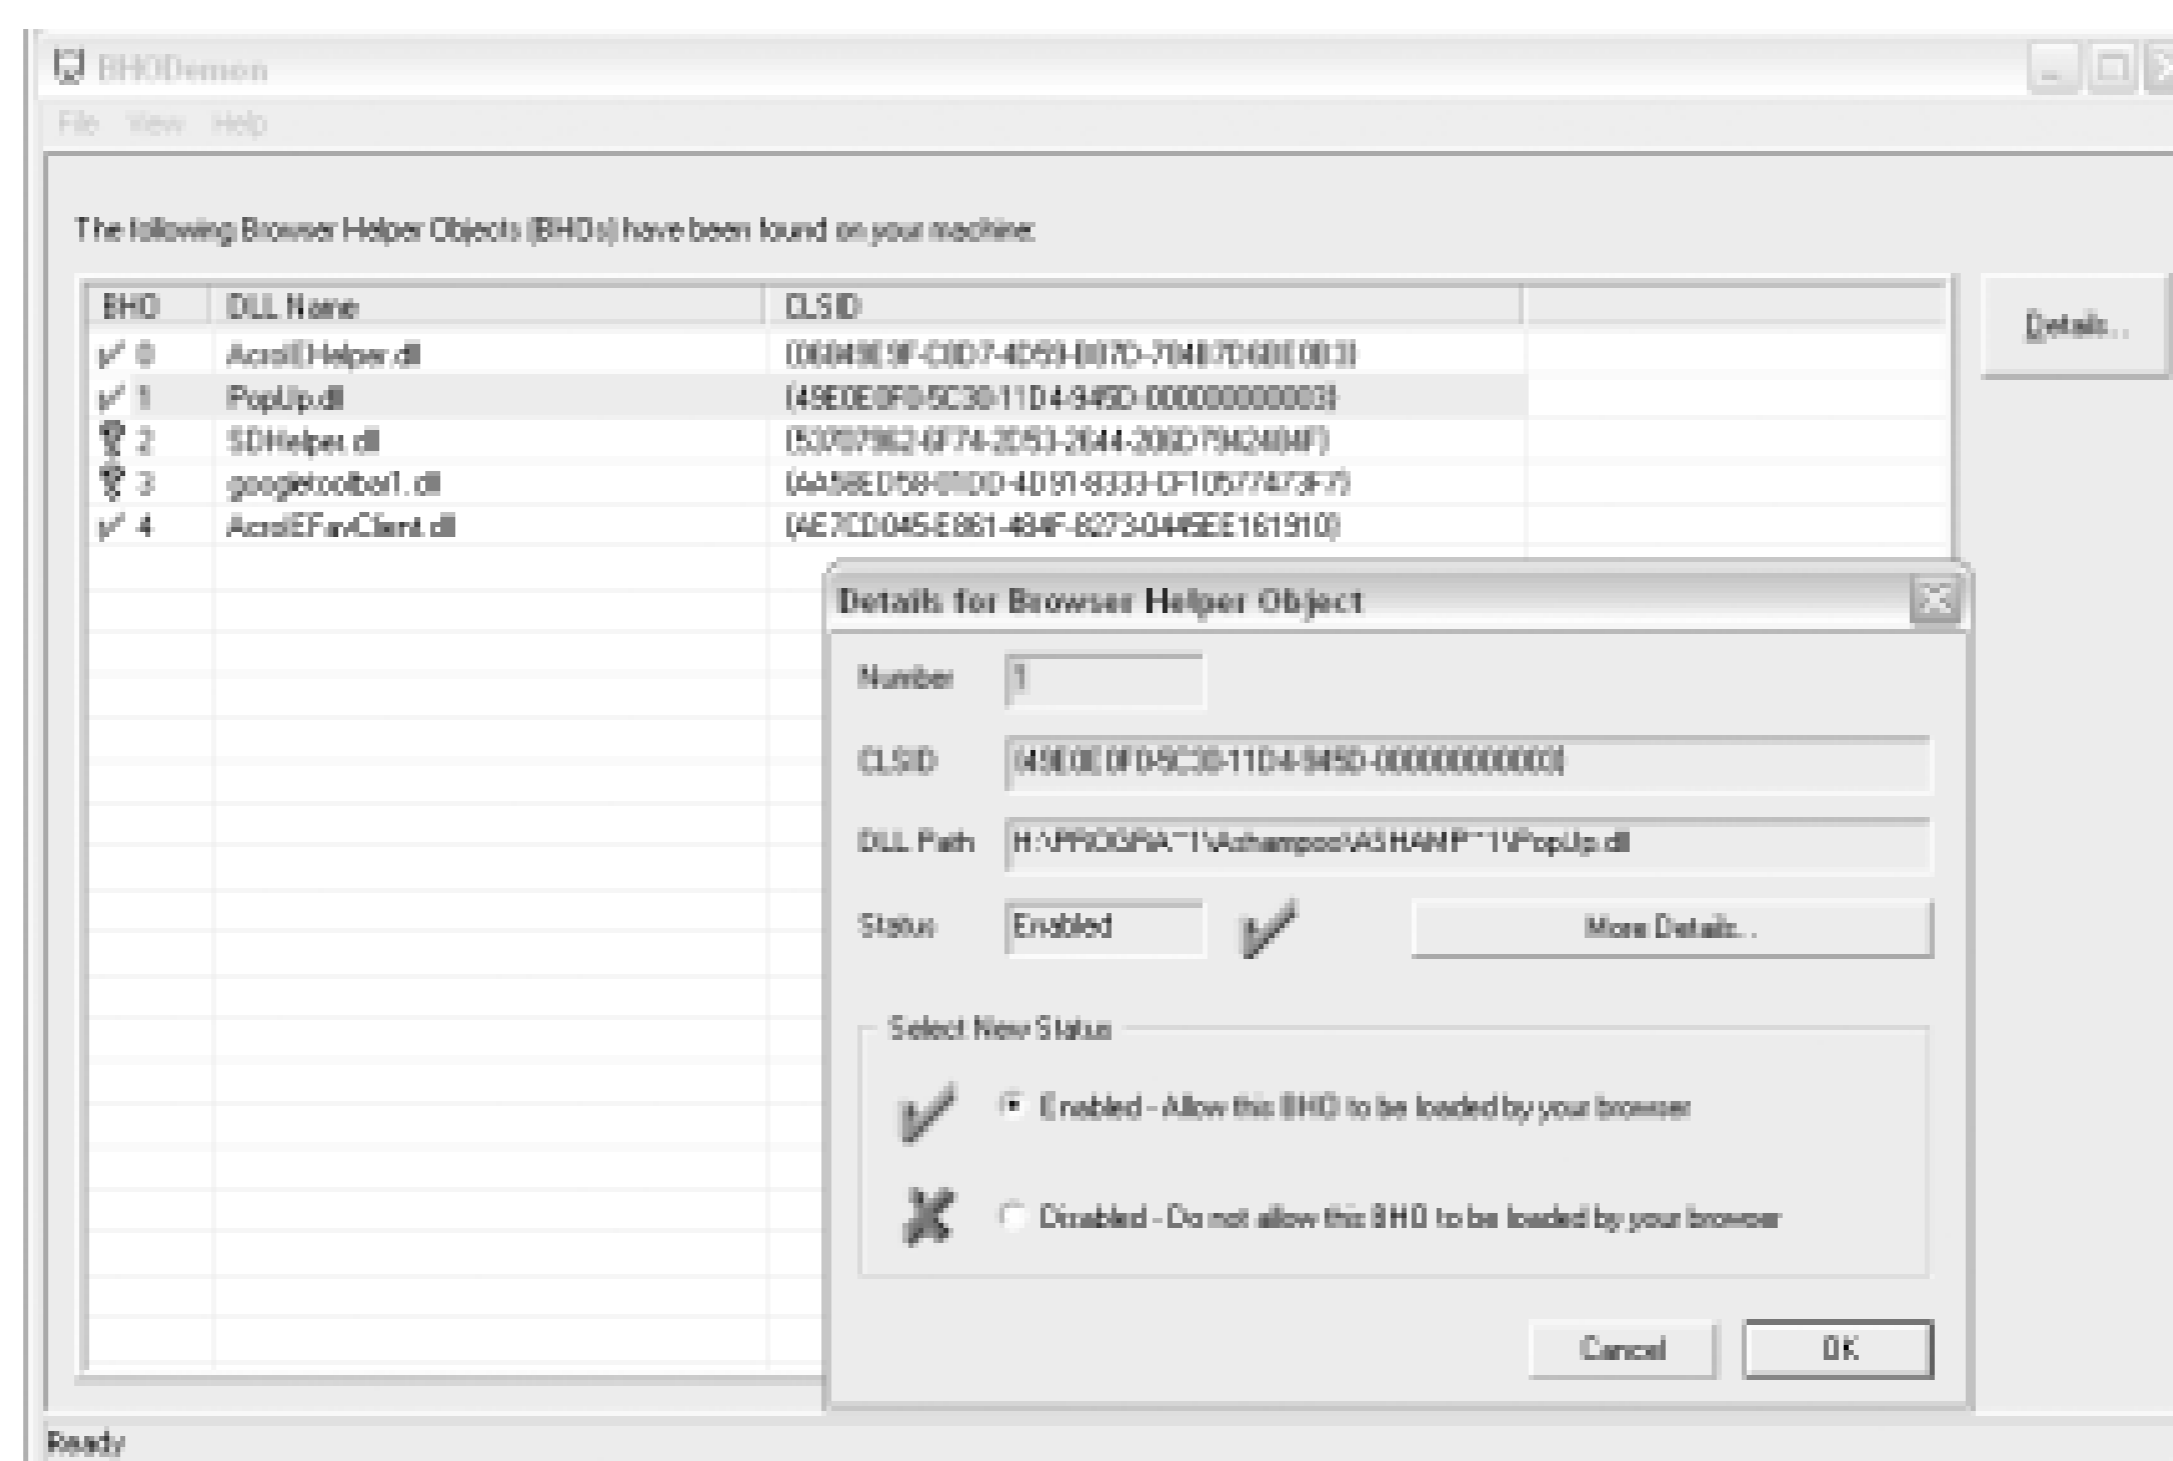 BHODemon
File View Help
The following Browser Helper Objects (BHOs) have been found on your machine:
BHO DLL Name CLSID
0 AcroIEHelper.dll
1 PopUp.dll {49E0E0F0-5C30-11D4-945D-000000000003}
2 SDHelper.dll
3 googletoolbar1.dll
4 AcroIEFavClient.dll
Details...
Details for Browser Helper Object
Number 1
CLSID {49E0E0F0-5C30-11D4-945D-000000000003}
DLL Path H:\PROGRA~1\Ashampoo\ASHAMP~1\PopUp.dll
Status Enabled More Details...
Select New Status
Enabled - Allow this BHO to be loaded by your browser
Disabled - Do not allow this BHO to be loaded by your browser
Cancel OK
Ready